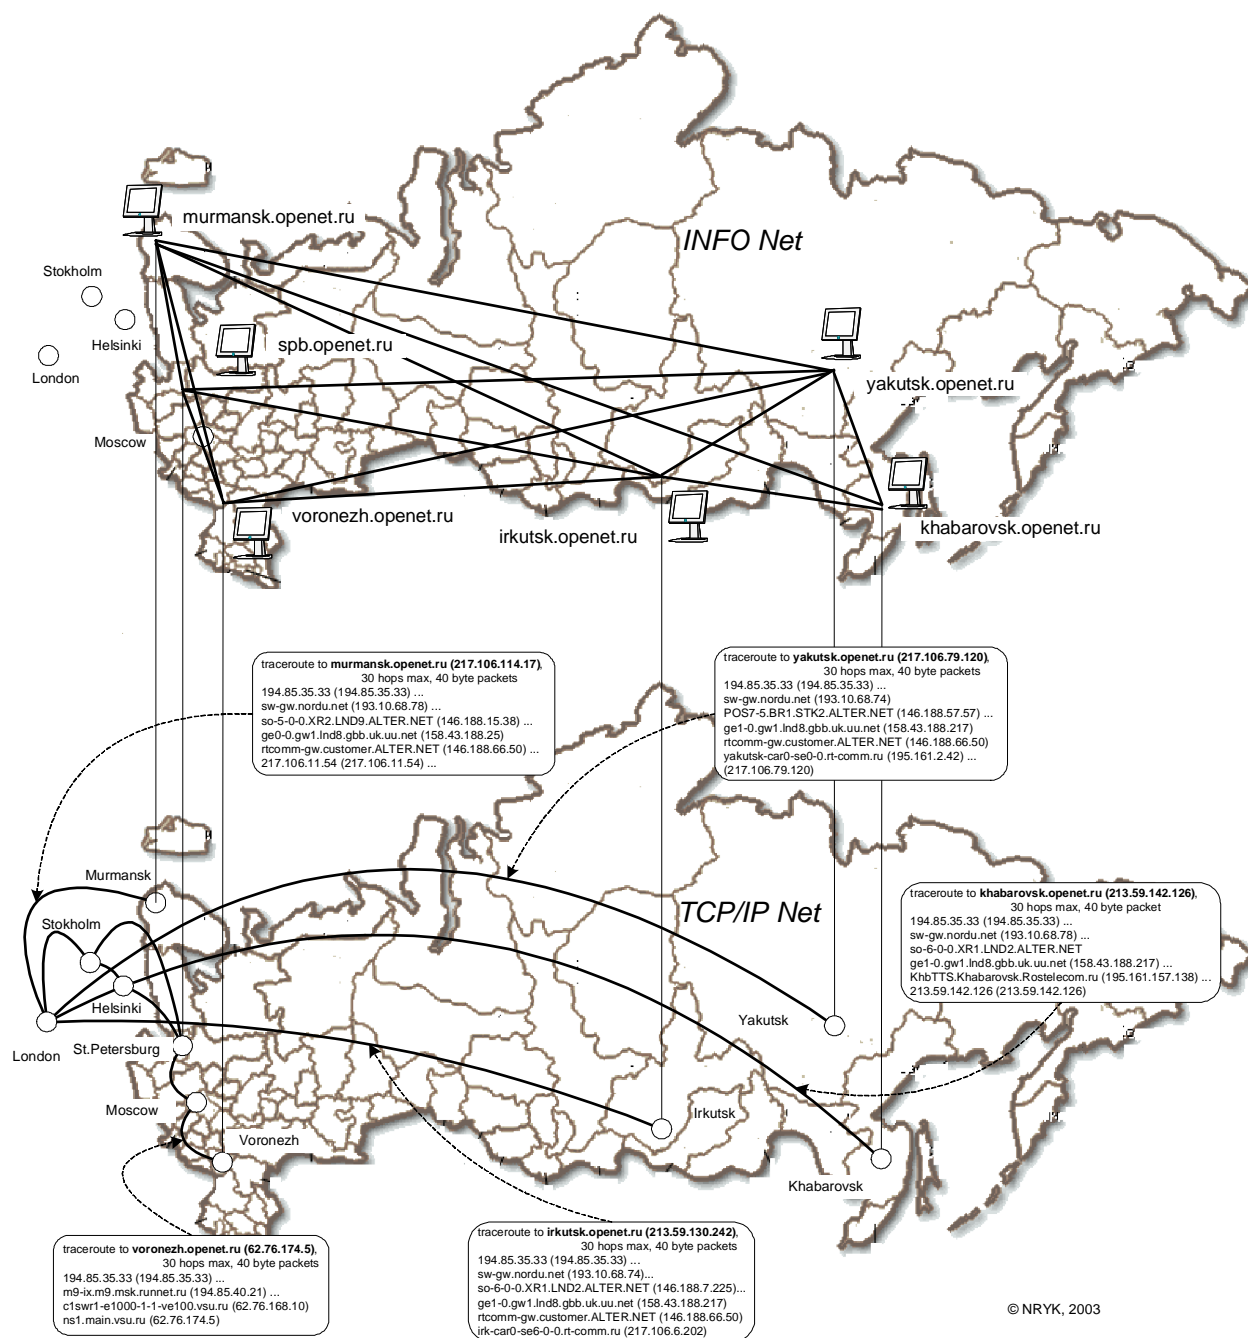 murmansk.openet.ru
INFO Net
Stokholm
Helsinki
spb.openet.ru
London
yakutsk.openet.ru
Moscow
voronezh.openet.ru
irkutsk.openet.ru
khabarovsk.openet.ru
traceroute to murmansk.openet.ru (217.106.114.17),
30 hops max, 40 byte packets
194.85.35.33 (194.85.35.33) ...
sw-gw.nordu.net (193.10.68.78) ...
so-5-0-0.XR2.LND9.ALTER.NET (146.188.15.38) ...
ge0-0.gw1.lnd8.gbb.uk.uu.net (158.43.188.25)
rtcomm-gw.customer.ALTER.NET (146.188.66.50) ...
217.106.11.54 (217.106.11.54) ...
traceroute to yakutsk.openet.ru (217.106.79.120),
30 hops max, 40 byte packets
194.85.35.33 (194.85.35.33) ...
sw-gw.nordu.net (193.10.68.74)
POS7-5.BR1.STK2.ALTER.NET (146.188.57.57) ...
ge1-0.gw1.lnd8.gbb.uk.uu.net (158.43.188.217)
rtcomm-gw.customer.ALTER.NET (146.188.66.50)
yakutsk-car0-se0-0.rt-comm.ru (195.161.2.42) ...
(217.106.79.120)
Murmansk
TCP/IP Net
traceroute to khabarovsk.openet.ru (213.59.142.126)
30 hops max, 40 byte packet
194.85.35.33 (194.85.35.33) ...
sw-gw.nordu.net (193.10.68.78) ...
so-6-0-0.XR1.LND2.ALTER.NET
ge1-0.gw1.lnd8.gbb.uk.uu.net (158.43.188.217) ...
KhbTTS.Khabarovsk.Rostelecom.ru (195.161.157.138) ...
213.59.142.126 (213.59.142.126)
Stokholm
Helsinki
Yakutsk
London
St.Petersburg
Moscow
Irkutsk
Voronezh
Khabarovsk
traceroute to voronezh.openet.ru (62.76.174.5),
30 hops max, 40 byte packets
194.85.35.33 (194.85.35.33) ...
m9-ix.m9.msk.runnet.ru (194.85.40.21) ...
c1swr1-e1000-1-1-ve100.vsu.ru (62.76.168.10)
ns1.main.vsu.ru (62.76.174.5)
traceroute to irkutsk.openet.ru (213.59.130.242),
30 hops max, 40 byte packets
194.85.35.33 (194.85.35.33) ...
sw-gw.nordu.net (193.10.68.74)...
so-6-0-0.XR1.LND2.ALTER.NET (146.188.7.225)...
ge1-0.gw1.lnd8.gbb.uk.uu.net (158.43.188.217)
rtcomm-gw.customer.ALTER.NET (146.188.66.50)
irk-car0-se6-0-0.rt-comm.ru (217.106.6.202)
© NRYK, 2003